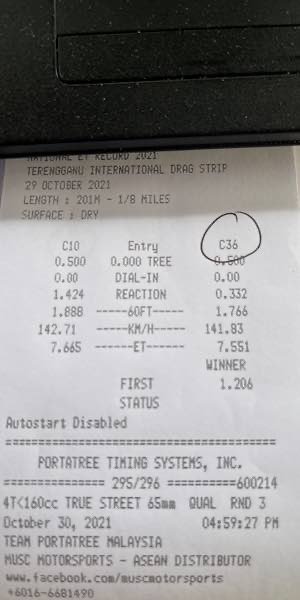 NATIONAL ET RECORD 2021
TERENGGANU INTERNATIONAL DRAG STRIP
29 OCTOBER 2021
LENGTH : 201M - 1/8 MILES
SURFACE : DRY
C10 Entry C36
0.500 0.000 TREE 0.500
0.00 DIAL-IN 0.00
1.424 REACTION 0.332
1.888 ------60FT----- 1.766
142.71 ------KM/H----- 141.83
7.665 ------ET----- 7.551
WINNER
FIRST 1.206
STATUS
Autostart Disabled
========================================
PORTATREE TIMING SYSTEMS, INC.
=============== 295/296 ==========600214
4T<160cc TRUE STREET 65mm QUAL RND 3
October 30, 2021 04:59:27 PM
TEAM PORTATREE MALAYSIA
MUSC MOTORSPORTS - ASEAN DISTRIBUTOR
www.facebook.com/muscmotorsports
+6016-6681490